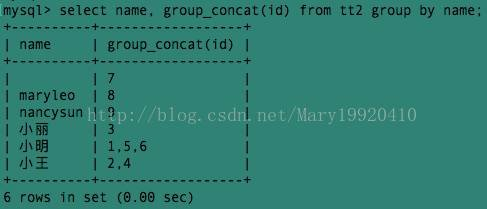 mysql> select name, group_concat(id) from tt2 group by name;
+----------+------------------+
| name | group_concat(id) |
+----------+------------------+
| | 7 |
| maryleo | 8 |
| nancysun | 9 |
| 小丽 | 3 |
| 小明 | 1,5,6 |
| 小王 | 2,4 |
+----------+------------------+
6 rows in set (0.00 sec)
http://blog.csdn.net/Mary19920410